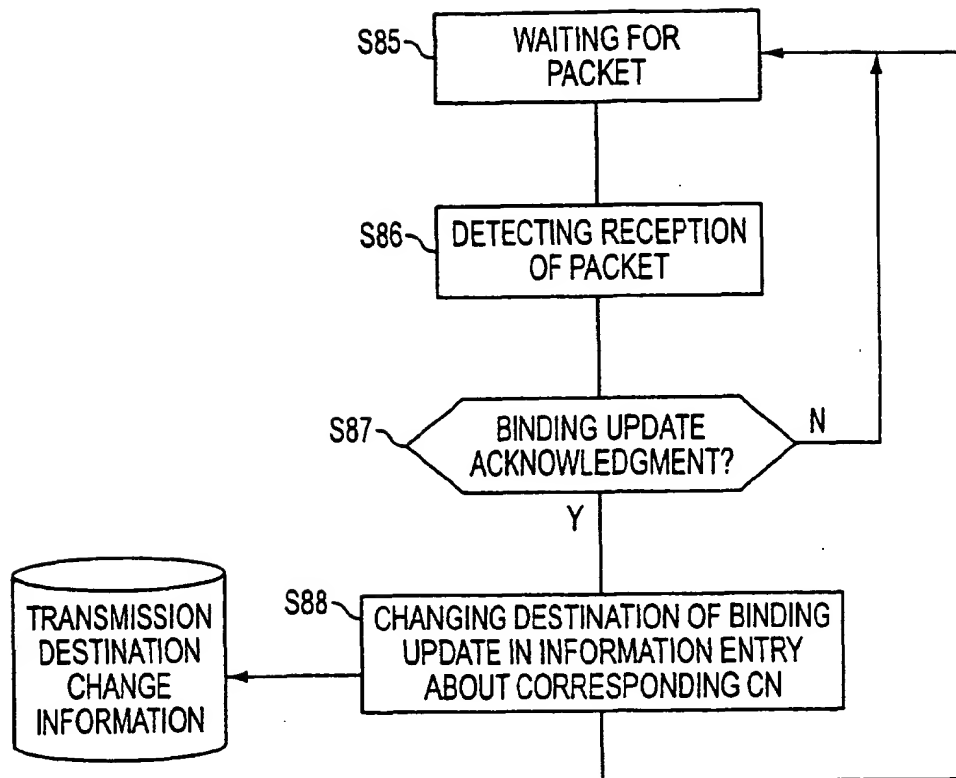 S85
WAITING FOR
PACKET
S86
DETECTING RECEPTION
OF PACKET
S87
BINDING UPDATE
ACKNOWLEDGMENT?
N
Y
S88
CHANGING DESTINATION OF BINDING
UPDATE IN INFORMATION ENTRY
ABOUT CORRESPONDING CN
TRANSMISSION
DESTINATION
CHANGE
INFORMATION